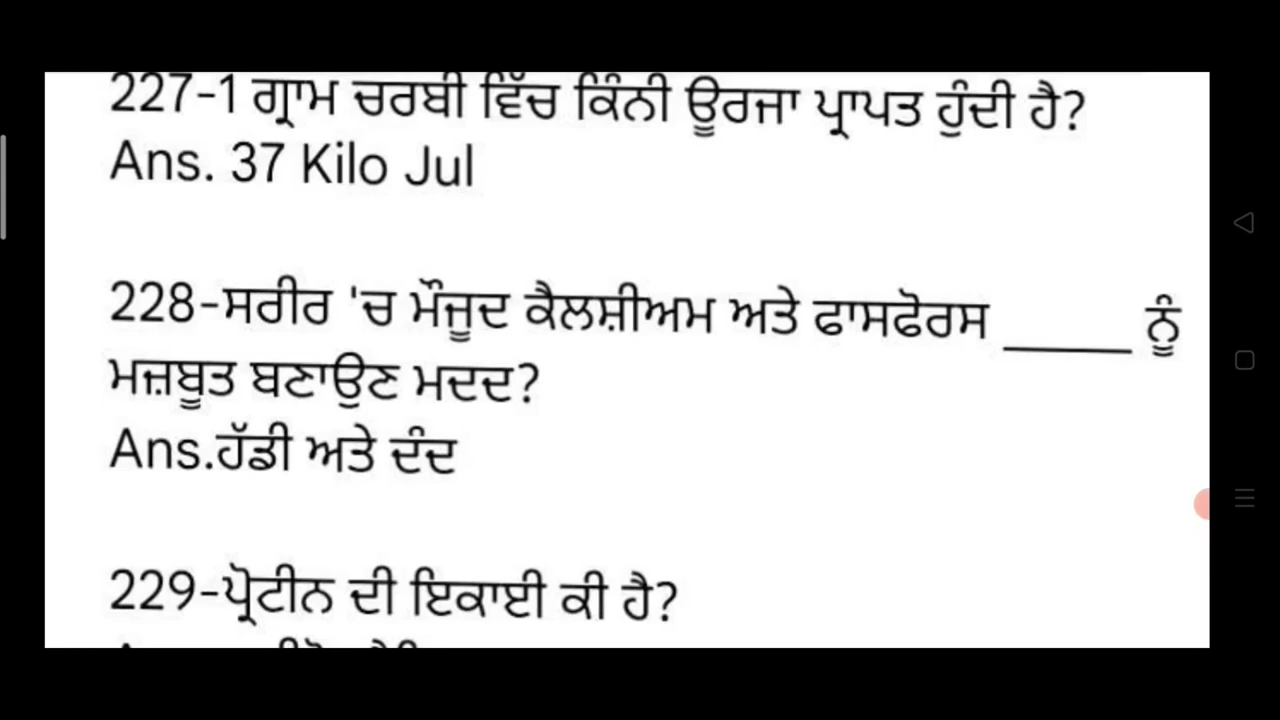 227-1 ਗ੍ਰਾਮ ਚਰਬੀ ਵਿੱਚ ਕਿੰਨੀ ਊਰਜਾ ਪ੍ਰਾਪਤ ਹੁੰਦੀ ਹੈ?
Ans. 37 Kilo Jul
228-ਸਰੀਰ 'ਚ ਮੌਜੂਦ ਕੈਲਸ਼ੀਅਮ ਅਤੇ ਫਾਸਫੋਰਸ _____ ਨੂੰ
ਮਜ਼ਬੂਤ ਬਣਾਉਣ ਮਦਦ?
Ans.ਹੱਡੀ ਅਤੇ ਦੰਦ
229-ਪ੍ਰੋਟੀਨ ਦੀ ਇਕਾਈ ਕੀ ਹੈ?